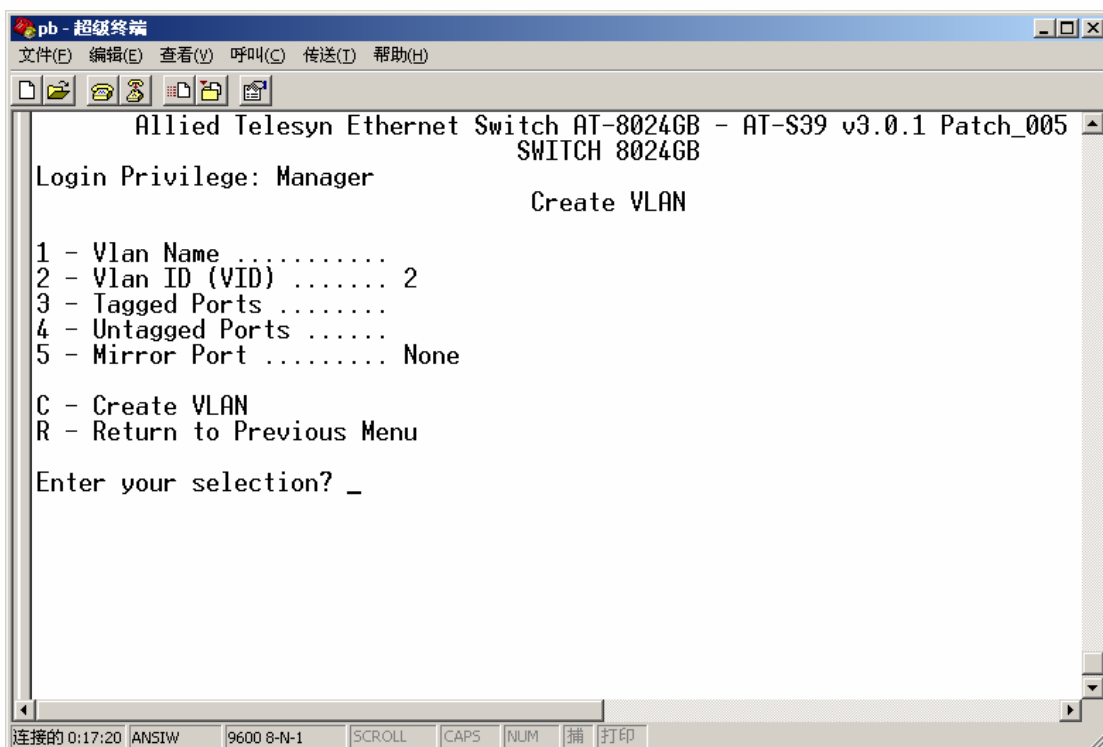 pb - 超级终端
文件(F) 编辑(E) 查看(V) 呼叫(C) 传送(T) 帮助(H)
Allied Telesyn Ethernet Switch AT-8024GB - AT-S39 v3.0.1 Patch_005
SWITCH 8024GB
Login Privilege: Manager
Create VLAN
1 - Vlan Name ...........
2 - Vlan ID (VID) ....... 2
3 - Tagged Ports ........
4 - Untagged Ports ......
5 - Mirror Port ......... None
C - Create VLAN
R - Return to Previous Menu
Enter your selection? _
连接的 0:17:20 ANSIW 9600 8-N-1 SCROLL CAPS NUM 捕 打印